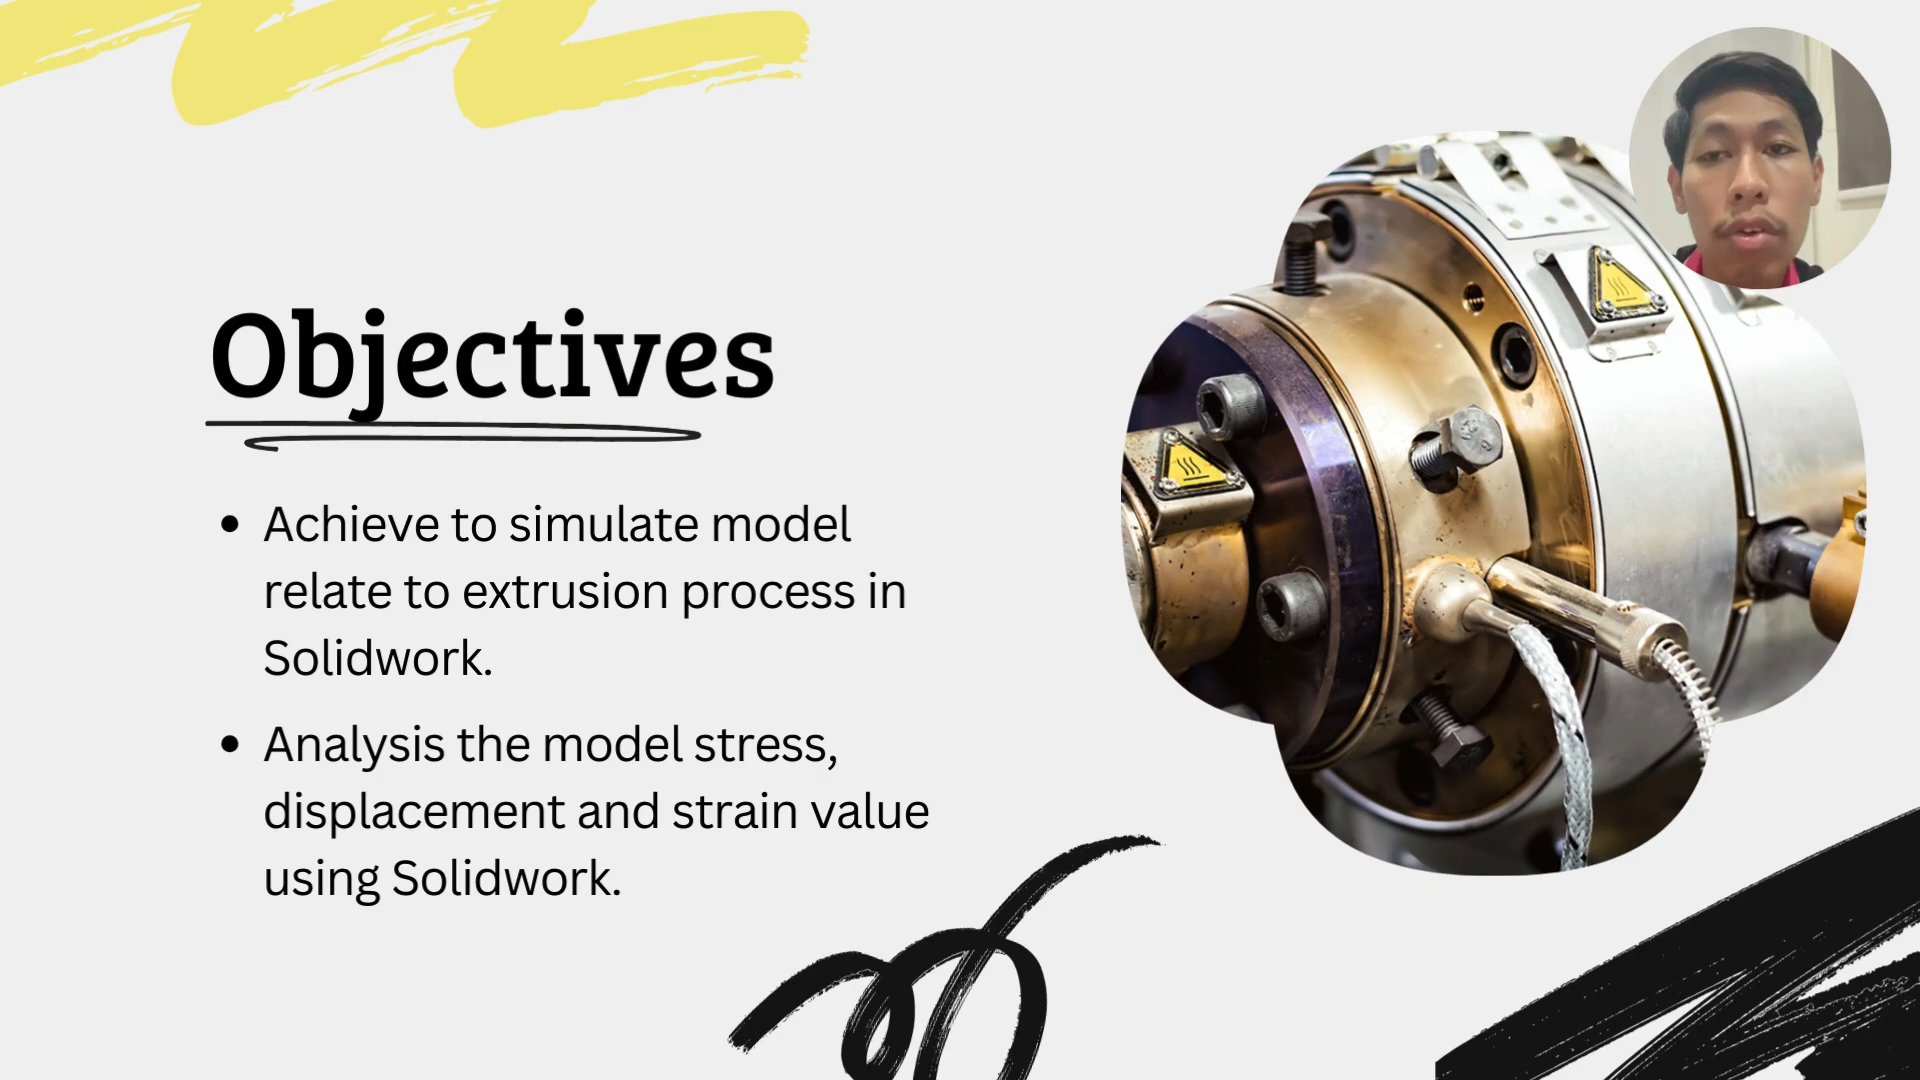 Objectives
• Achieve to simulate model
relate to extrusion process in
Solidwork.
• Analysis the model stress,
displacement and strain value
using Solidwork.